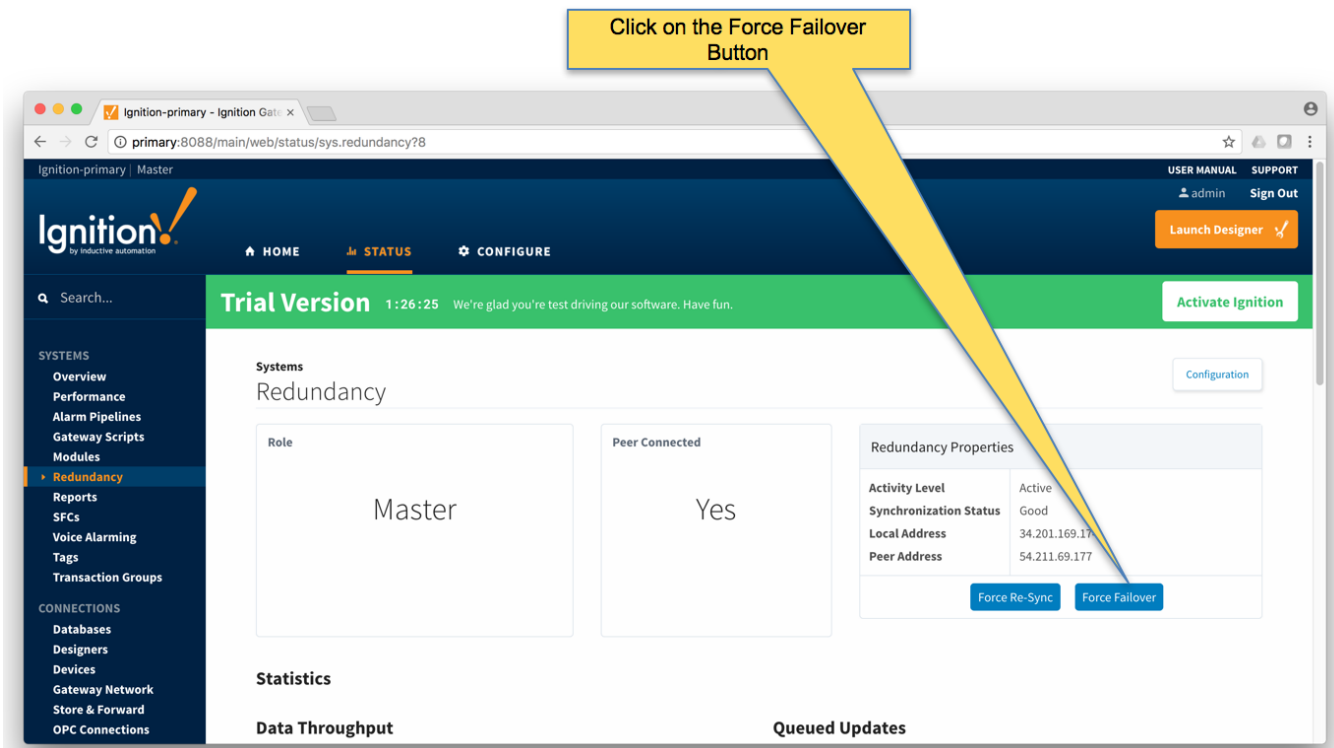 Click on the Force Failover
Button
Ignition-primary - Ignition Gate
primary:8088/main/web/status/sys.redundancy?8
Ignition-primary | Master
USER MANUAL SUPPORT
admin Sign Out
Ignition!
by inductive automation
HOME STATUS CONFIGURE
Launch Designer
Search...
Trial Version 1:26:25 We're glad you're test driving our software. Have fun.
Activate Ignition
SYSTEMS
Overview
Performance
Alarm Pipelines
Gateway Scripts
Modules
Redundancy
Reports
SFCs
Voice Alarming
Tags
Transaction Groups
CONNECTIONS
Databases
Designers
Devices
Gateway Network
Store & Forward
OPC Connections
Systems
Redundancy
Configuration
Role
Master
Peer Connected
Yes
Redundancy Properties
Activity Level Active
Synchronization Status Good
Local Address 34.201.169.17
Peer Address 54.211.69.177
Force Re-Sync Force Failover
Statistics
Data Throughput
Queued Updates